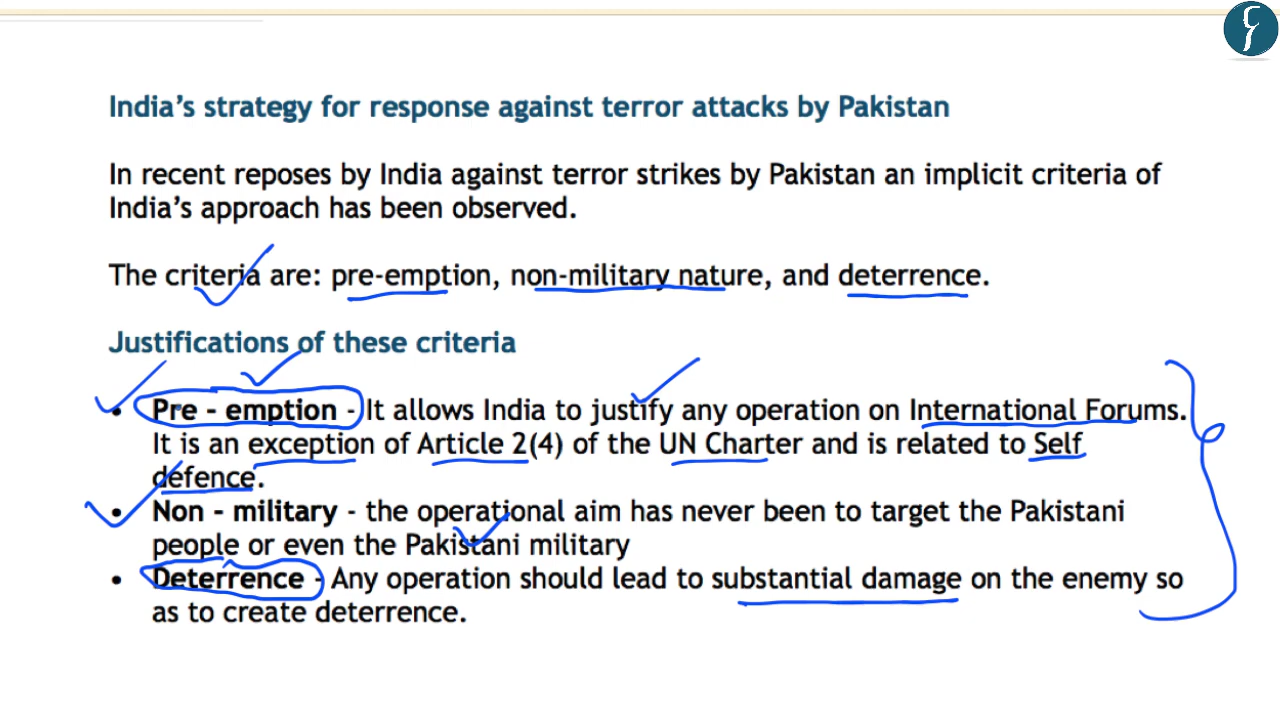 India's strategy for response against terror attacks by Pakistan
In recent reposes by India against terror strikes by Pakistan an implicit criteria of
India's approach has been observed.
The criteria are: pre-emption, non-military nature, and deterrence.
Justifications of these criteria
• Pre - emption - It allows India to justify any operation on International Forums.
It is an exception of Article 2(4) of the UN Charter and is related to Self
defence.
• Non - military - the operational aim has never been to target the Pakistani
people or even the Pakistani military
• Deterrence - Any operation should lead to substantial damage on the enemy so
as to create deterrence.